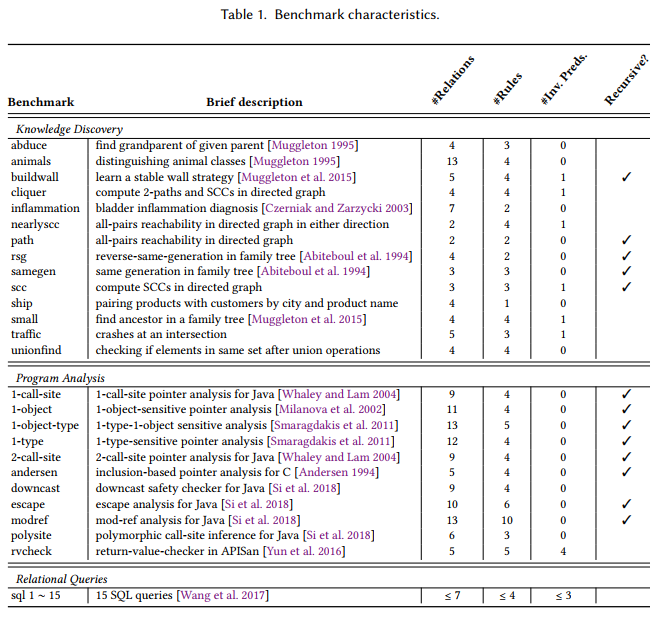 Table 1. Benchmark characteristics.
Benchmark Brief description #Relations #Rules #Inv. Preds. Recursive?
Knowledge Discovery
abduce find grandparent of given parent [Muggleton 1995] 4 3 0
animals distinguishing animal classes [Muggleton 1995] 13 4 0
buildwall learn a stable wall strategy [Muggleton et al. 2015] 5 4 1 ✓
cliquer compute 2-paths and SCCs in directed graph 4 4 1
inflammation bladder inflammation diagnosis [Czerniak and Zarzycki 2003] 7 2 0
nearlyscc all-pairs reachability in directed graph in either direction 2 4 1
path all-pairs reachability in directed graph 2 2 0 ✓
rsg reverse-same-generation in family tree [Abiteboul et al. 1994] 4 2 0 ✓
samegen same generation in family tree [Abiteboul et al. 1994] 3 3 0 ✓
scc compute SCCs in directed graph 3 3 1 ✓
ship pairing products with customers by city and product name 4 1 0
small find ancestor in a family tree [Muggleton et al. 2015] 4 4 1
traffic crashes at an intersection 5 3 1
unionfind checking if elements in same set after union operations 4 4 0
Program Analysis
1-call-site 1-call-site pointer analysis for Java [Whaley and Lam 2004] 9 4 0 ✓
1-object 1-object-sensitive pointer analysis [Milanova et al. 2002] 11 4 0 ✓
1-object-type 1-type-1-object sensitive analysis [Smaragdakis et al. 2011] 13 5 0 ✓
1-type 1-type-sensitive pointer analysis [Smaragdakis et al. 2011] 12 4 0 ✓
2-call-site 2-call-site pointer analysis for Java [Whaley and Lam 2004] 9 4 0 ✓
andersen inclusion-based pointer analysis for C [Andersen 1994] 5 4 0 ✓
downcast downcast safety checker for Java [Si et al. 2018] 9 4 0
escape escape analysis for Java [Si et al. 2018] 10 6 0 ✓
modref mod-ref analysis for Java [Si et al. 2018] 13 10 0 ✓
polysite polymorphic call-site inference for Java [Si et al. 2018] 6 3 0
rvcheck return-value-checker in APISan [Yun et al. 2016] 5 5 4
Relational Queries
sql 1 ∼ 15 15 SQL queries [Wang et al. 2017] ≤ 7 ≤ 4 ≤ 3